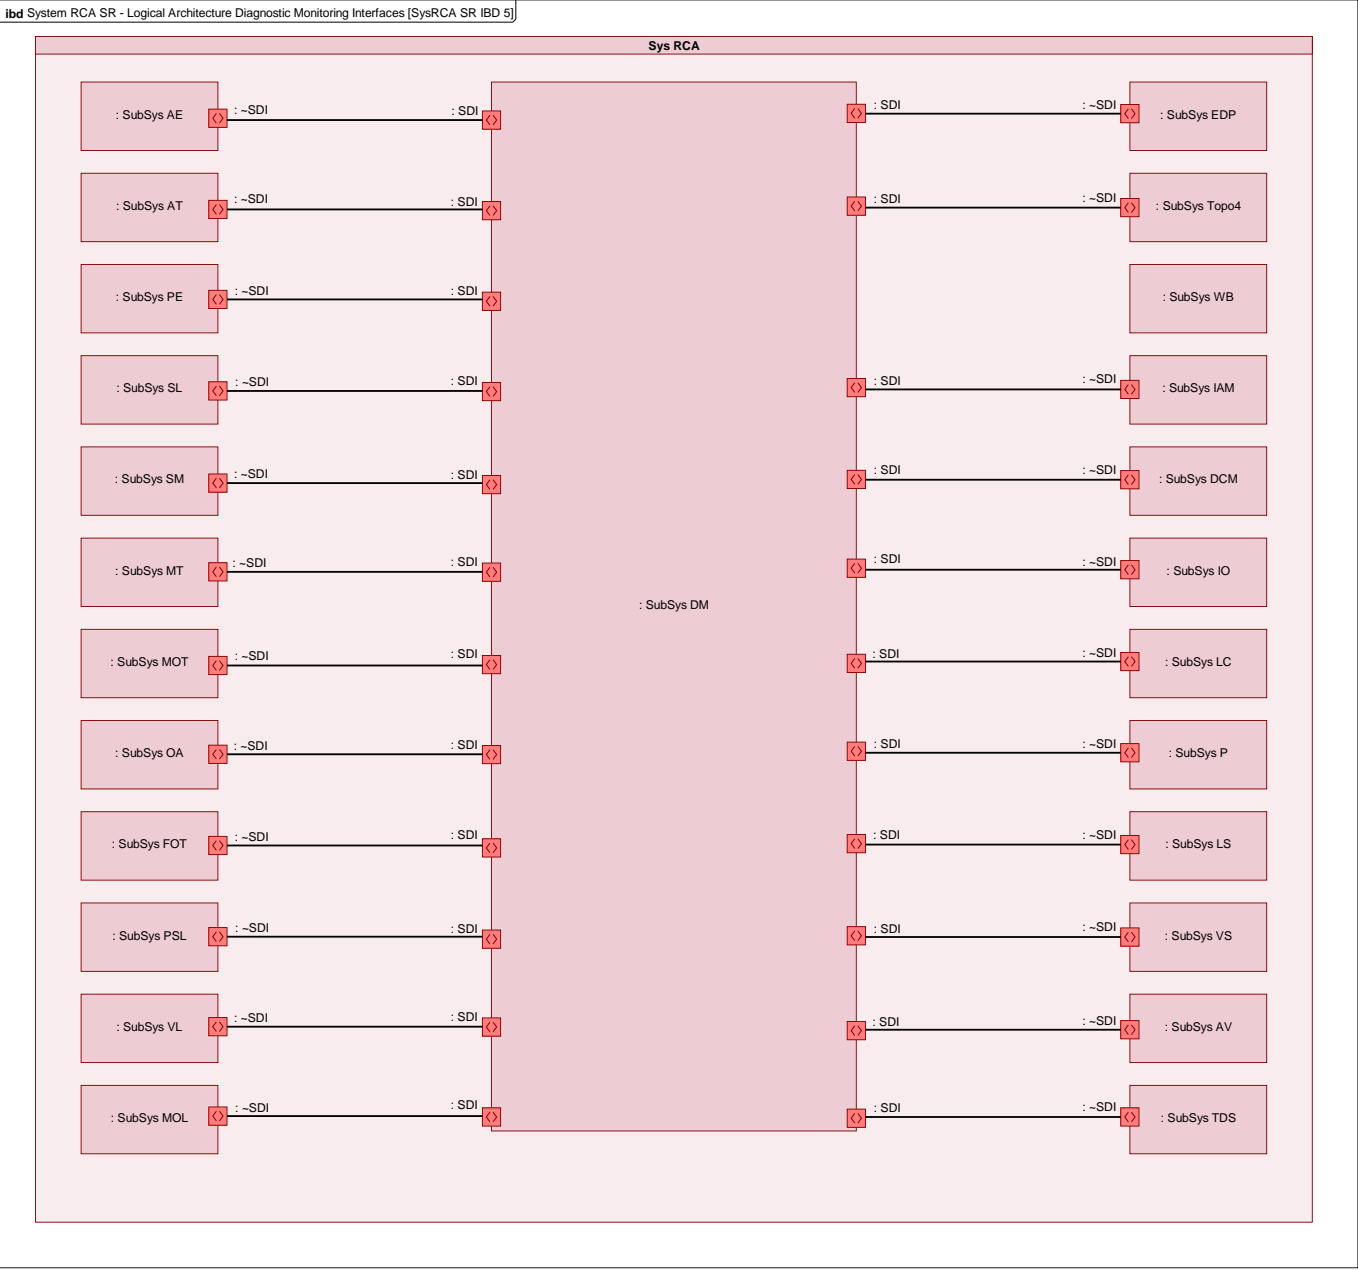 ibd System RCA SR - Logical Architecture Diagnostic Monitoring Interfaces [SysRCA SR IBD 5]
Sys RCA
: SubSys AE : ~SDI : SDI : SDI : ~SDI : SubSys EDP
: SubSys AT : ~SDI : SDI : SDI : ~SDI : SubSys Topo4
: SubSys PE : ~SDI : SDI : SubSys WB
: SubSys SL : ~SDI : SDI : SDI : ~SDI : SubSys IAM
: SubSys SM : ~SDI : SDI : SDI : ~SDI : SubSys DCM
: SubSys MT : ~SDI : SDI : SDI : ~SDI : SubSys IO
: SubSys DM
: SubSys MOT : ~SDI : SDI : SDI : ~SDI : SubSys LC
: SubSys OA : ~SDI : SDI : SDI : ~SDI : SubSys P
: SubSys FOT : ~SDI : SDI : SDI : ~SDI : SubSys LS
: SubSys PSL : ~SDI : SDI : SDI : ~SDI : SubSys VS
: SubSys VL : ~SDI : SDI : SDI : ~SDI : SubSys AV
: SubSys MOL : ~SDI : SDI : SDI : ~SDI : SubSys TDS